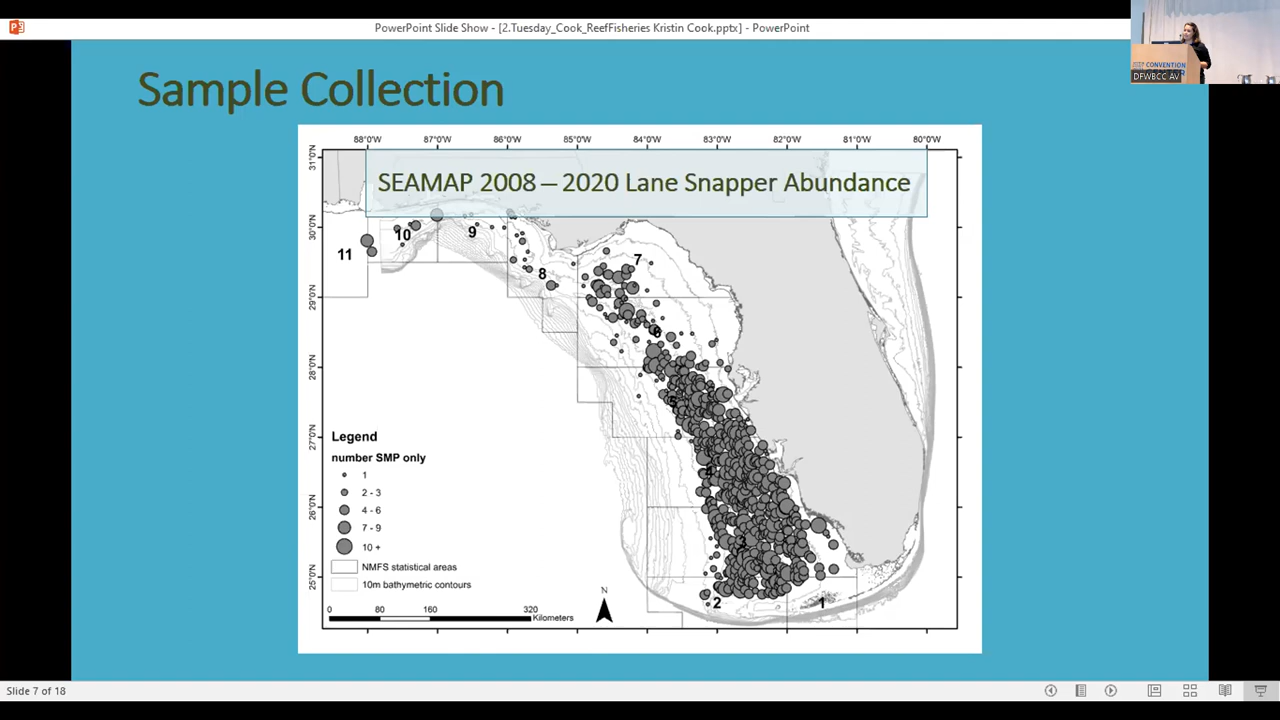 PowerPoint Slide Show - [2.Tuesday_Cook_ReefFisheries Kristin Cook.pptx] - PowerPoint
CONVENTION
DFWBCC AV
Sample Collection
88°0'W 87°0'W 86°0'W 85°0'W 84°0'W 83°0'W 82°0'W 81°0'W 80°0'W
SEAMAP 2008 – 2020 Lane Snapper Abundance
31°0'N
30°0'N
29°0'N
28°0'N
27°0'N
26°0'N
25°0'N
11
10
9
8
7
6
5
4
3
2
1
Legend
number SMP only
1
2 - 3
4 - 6
7 - 9
10 +
NMFS statistical areas
10m bathymetric contours
0 80 160 320
Kilometers
N
Slide 7 of 18